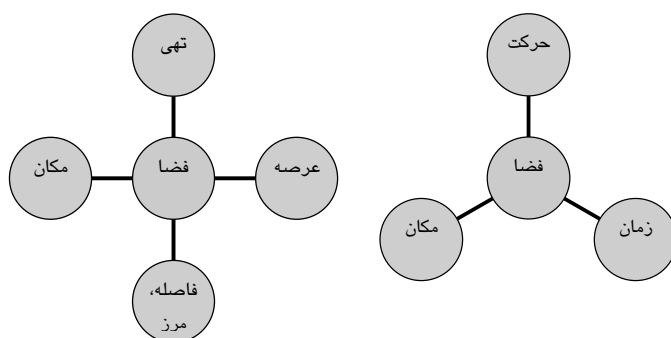 حرکت
فضا
زمان
مکان
تهی
عرصه
فضا
مکان
فاصله،
مرز